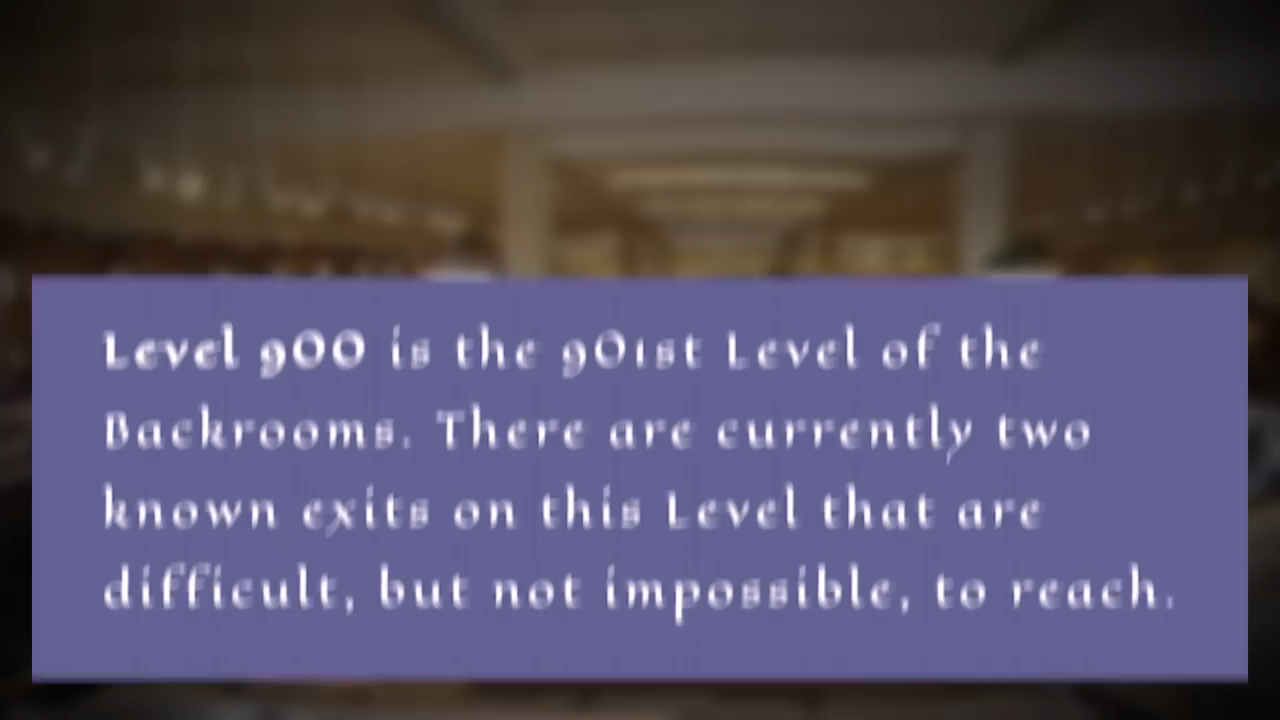 Level 900 is the 901st Level of the
Backrooms. There are currently two
known exits on this Level that are
difficult, but not impossible, to reach.